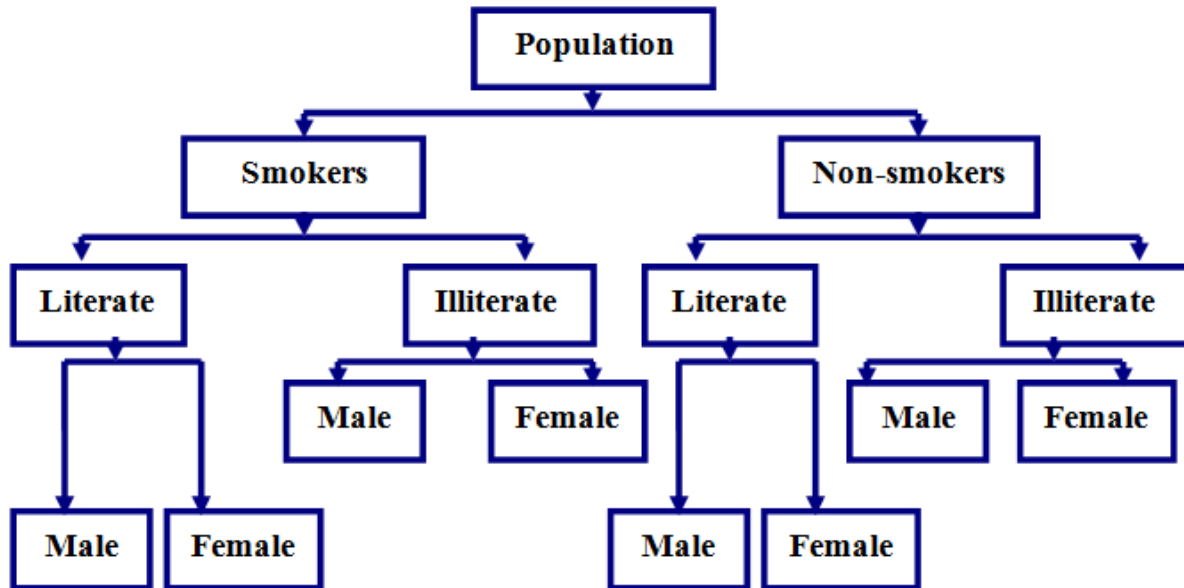 Population
Smokers
Non-smokers
Literate
Illiterate
Literate
Illiterate
Male
Female
Male
Female
Male
Female
Male
Female